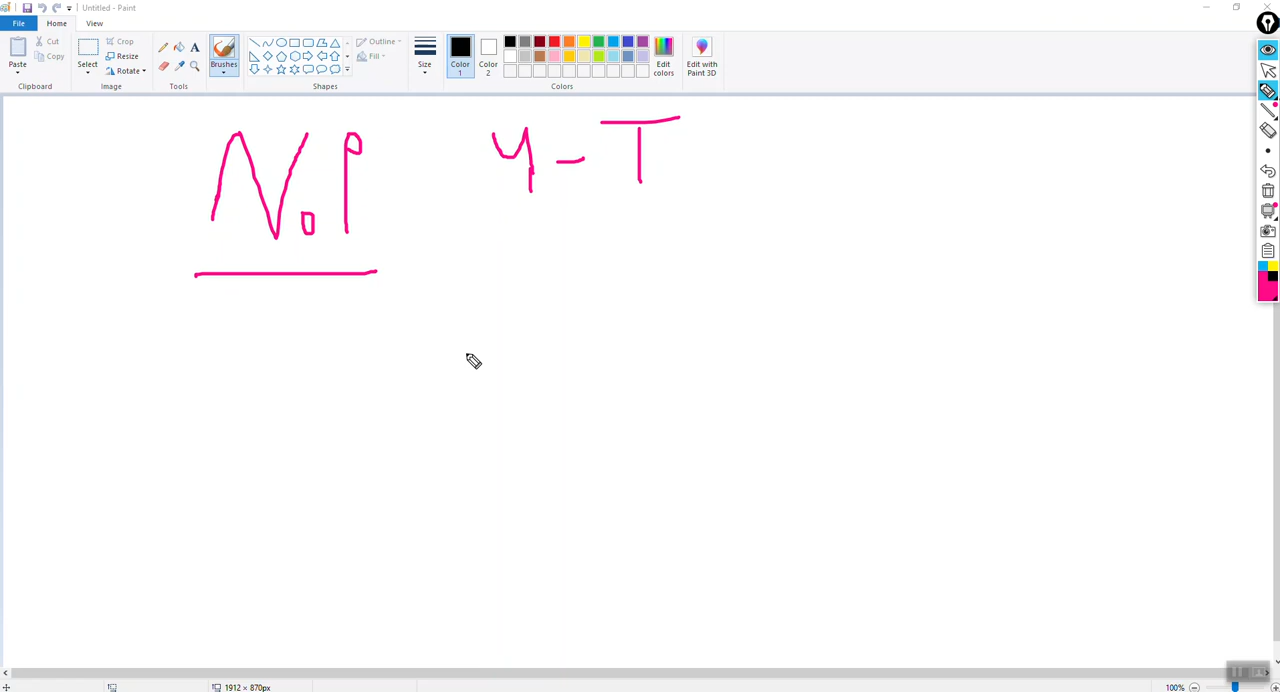 Untitled - Paint
File Home View
Paste Cut Copy Clipboard
Select Crop Resize Rotate Image
A Tools
Brushes
Outline Fill Shapes
Size
Color 1 Color 2 Edit colors Edit with Paint 3D Colors
N.P 4 - T
1912 × 870px 100%